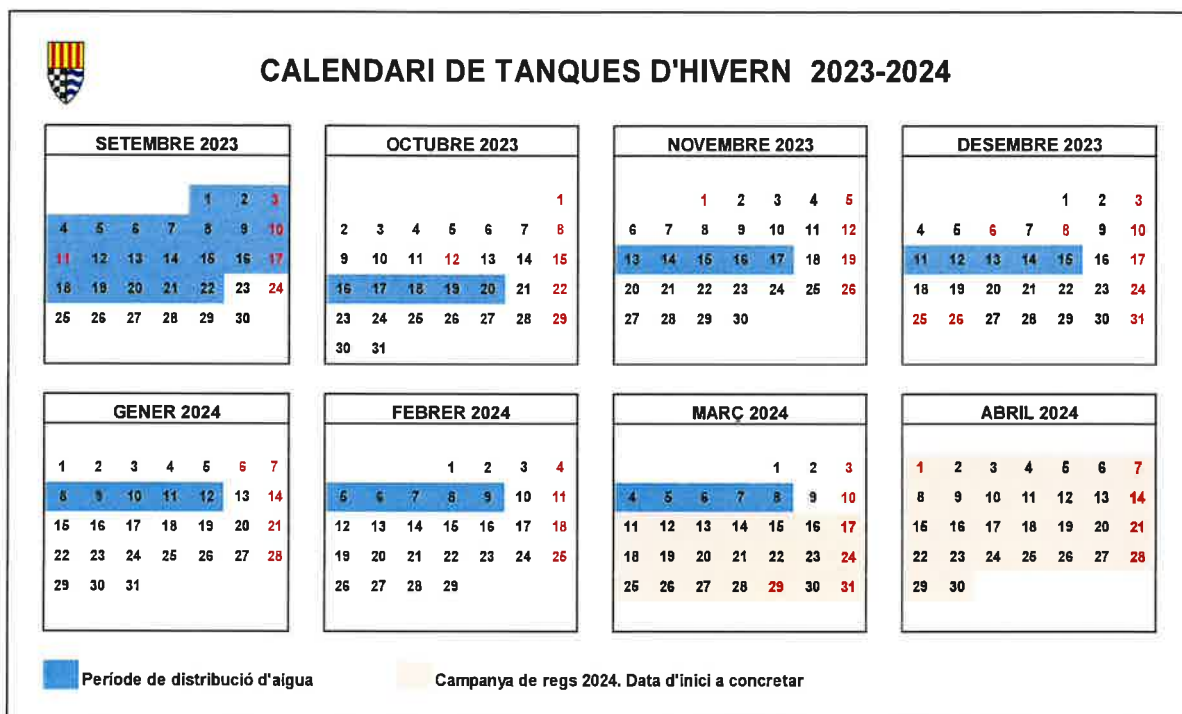 CALENDARI DE TANQUES D'HIVERN 2023-2024
SETEMBRE 2023
1 2 3
4 5 6 7 8 9 10
11 12 13 14 15 16 17
18 19 20 21 22 23 24
25 26 27 28 29 30
OCTUBRE 2023
1
2 3 4 5 6 7 8
9 10 11 12 13 14 15
16 17 18 19 20 21 22
23 24 25 26 27 28 29
30 31
NOVEMBRE 2023
1 2 3 4 5
6 7 8 9 10 11 12
13 14 15 16 17 18 19
20 21 22 23 24 25 26
27 28 29 30
DESEMBRE 2023
1 2 3
4 5 6 7 8 9 10
11 12 13 14 15 16 17
18 19 20 21 22 23 24
25 26 27 28 29 30 31
GENER 2024
1 2 3 4 5 6 7
8 9 10 11 12 13 14
15 16 17 18 19 20 21
22 23 24 25 26 27 28
29 30 31
FEBRER 2024
1 2 3 4
5 6 7 8 9 10 11
12 13 14 15 16 17 18
19 20 21 22 23 24 25
26 27 28 29
MARÇ 2024
1 2 3
4 5 6 7 8 9 10
11 12 13 14 15 16 17
18 19 20 21 22 23 24
25 26 27 28 29 30 31
ABRIL 2024
1 2 3 4 5 6 7
8 9 10 11 12 13 14
15 16 17 18 19 20 21
22 23 24 25 26 27 28
29 30
Període de distribució d'aigua
Campanya de regs 2024. Data d'inici a concretar